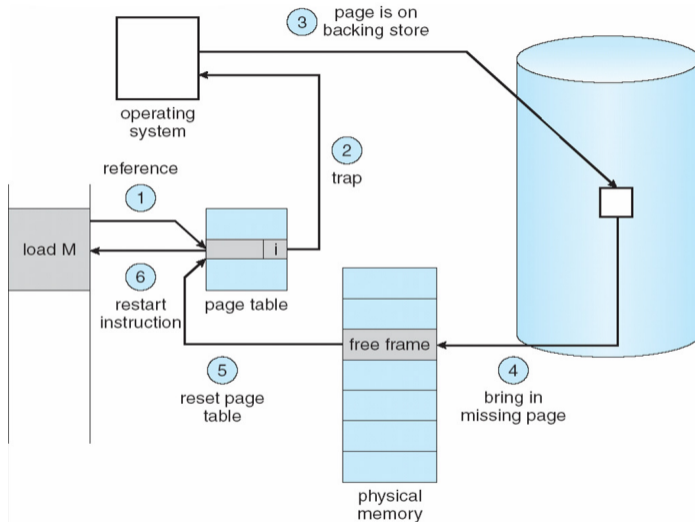 3
page is on
backing store
operating
system
2
trap
reference
1
load M
i
6
restart
instruction
page table
free frame
5
reset page
table
4
bring in
missing page
physical
memory